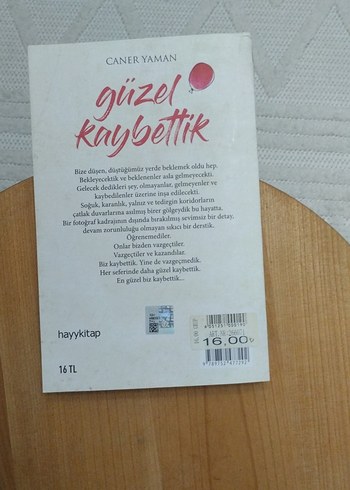 CANER YAMAN
güzel
kaybettik
Bize düşen, düştüğümüz yerde beklemek oldu hep.
Bekleyecektik ve beklenenler asla gelmeyecekti.
Gelecek dedikleri şey, olmayanlar, gelmeyenler ve
kaybedilenler üzerine inşa edilecekti.
Soğuk, karanlık, yalnız ve tedirgin koridorların
çatlak duvarlarına asılmış birer gölgeydik bu hayatta.
Bir fotoğraf kadrajının dışında bırakılmış sevimsiz bir detay,
devam zorunluluğu olmayan sıkıcı bir derstik.
Öğrenemediler.
Onlar bizden vazgeçtiler.
Vazgeçtiler ve kazandılar.
Biz kaybettik. Yine de vazgeçmedik.
Her seferinde daha güzel kaybettik.
En güzel biz kaybettik...
hayykitap
16,00
16 TL